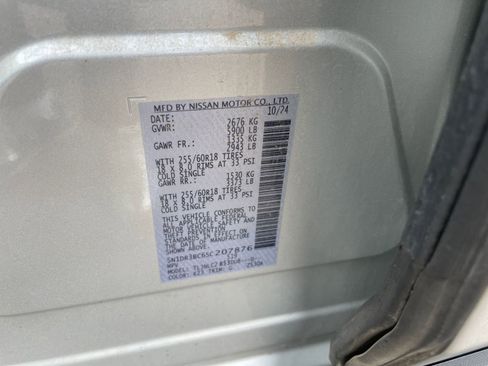 MFD BY NISSAN MOTOR CO., LTD.
DATE: 10/24
GVWR: 2676 KG
5900 LB
GAWR FR.: 1335 KG
2943 LB
WITH 255/60R18 TIRES
18 X 8.0 RIMS AT 33 PSI
COLD SINGLE
GAWR RR.: 1530 KG
3373 LB
WITH 255/60R18 TIRES
18 X 8.0 RIMS AT 33 PSI
COLD SINGLE
THIS VEHICLE CONFORMS TO
ALL APPLICABLE FEDERAL
MOTOR VEHICLE SAFETY AND
THEFT PREVENTION STANDARDS
IN EFFECT ON THE DATE OF
MANUFACTURE SHOWN ABOVE.
5N1DR3BC6SC207876
MPV
MODEL:
COLOR: K23 TRIM: G